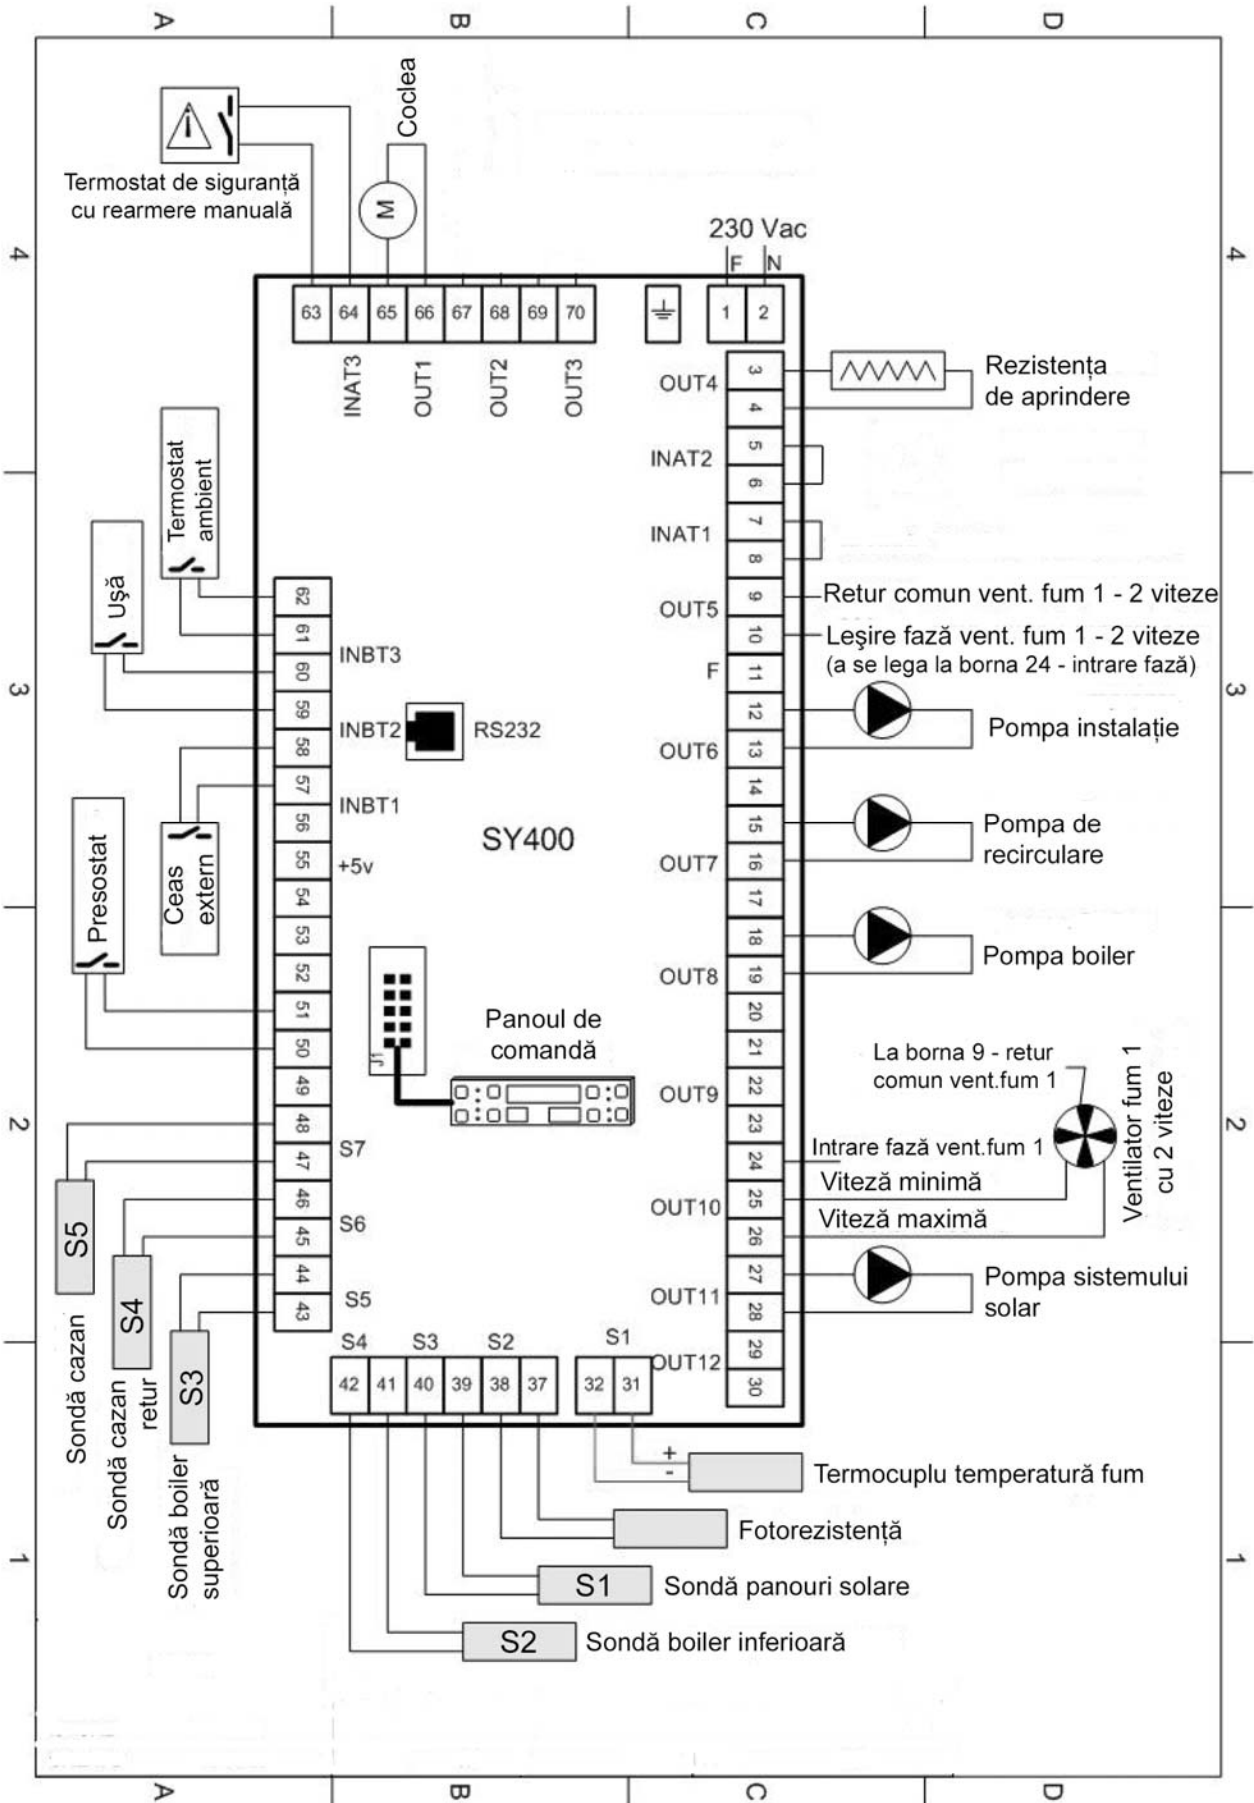 A
B
C
D
Coclea
Termostat de siguranță
cu rearmere manuală
M
230 Vac
F
N
4
4
63
64
65
66
67
68
69
70
1
2
INAT3
OUT1
OUT2
OUT3
OUT4
3
4
Rezistența
de aprindere
INAT2
5
6
INAT1
7
8
Termostat
ambient
Ușă
62
61
60
59
58
57
56
55
54
53
52
51
50
49
48
47
46
45
44
43
INBT3
INBT2
INBT1
+5v
RS232
SY400
OUT5
9
10
Retur comun vent. fum 1 - 2 viteze
Leşire fază vent. fum 1 - 2 viteze
(a se lega la borna 24 - intrare fază)
F
11
12
13
OUT6
Pompa instalație
3
3
14
15
16
OUT7
Pompa de
recirculare
17
18
19
OUT8
Pompa boiler
Presostat
Ceas
extern
J1
Panoul de
comandă
20
21
22
23
OUT9
La borna 9 - retur
comun vent.fum 1
Ventilator fum 1
cu 2 viteze
2
2
24
25
26
Intrare fază vent.fum 1
Viteză minimă
Viteză maximă
OUT10
27
28
OUT11
Pompa sistemului
solar
29
30
OUT12
S7
S6
S5
S5
S4
S3
Sondă cazan
Sondă cazan
retur
Sondă boiler
superioară
S4
S3
S2
S1
42
41
40
39
38
37
32
31
+
-
Termocuplu temperatură fum
Fotorezistență
S1
Sondă panouri solare
S2
Sondă boiler inferioară
1
1
A
B
C
D